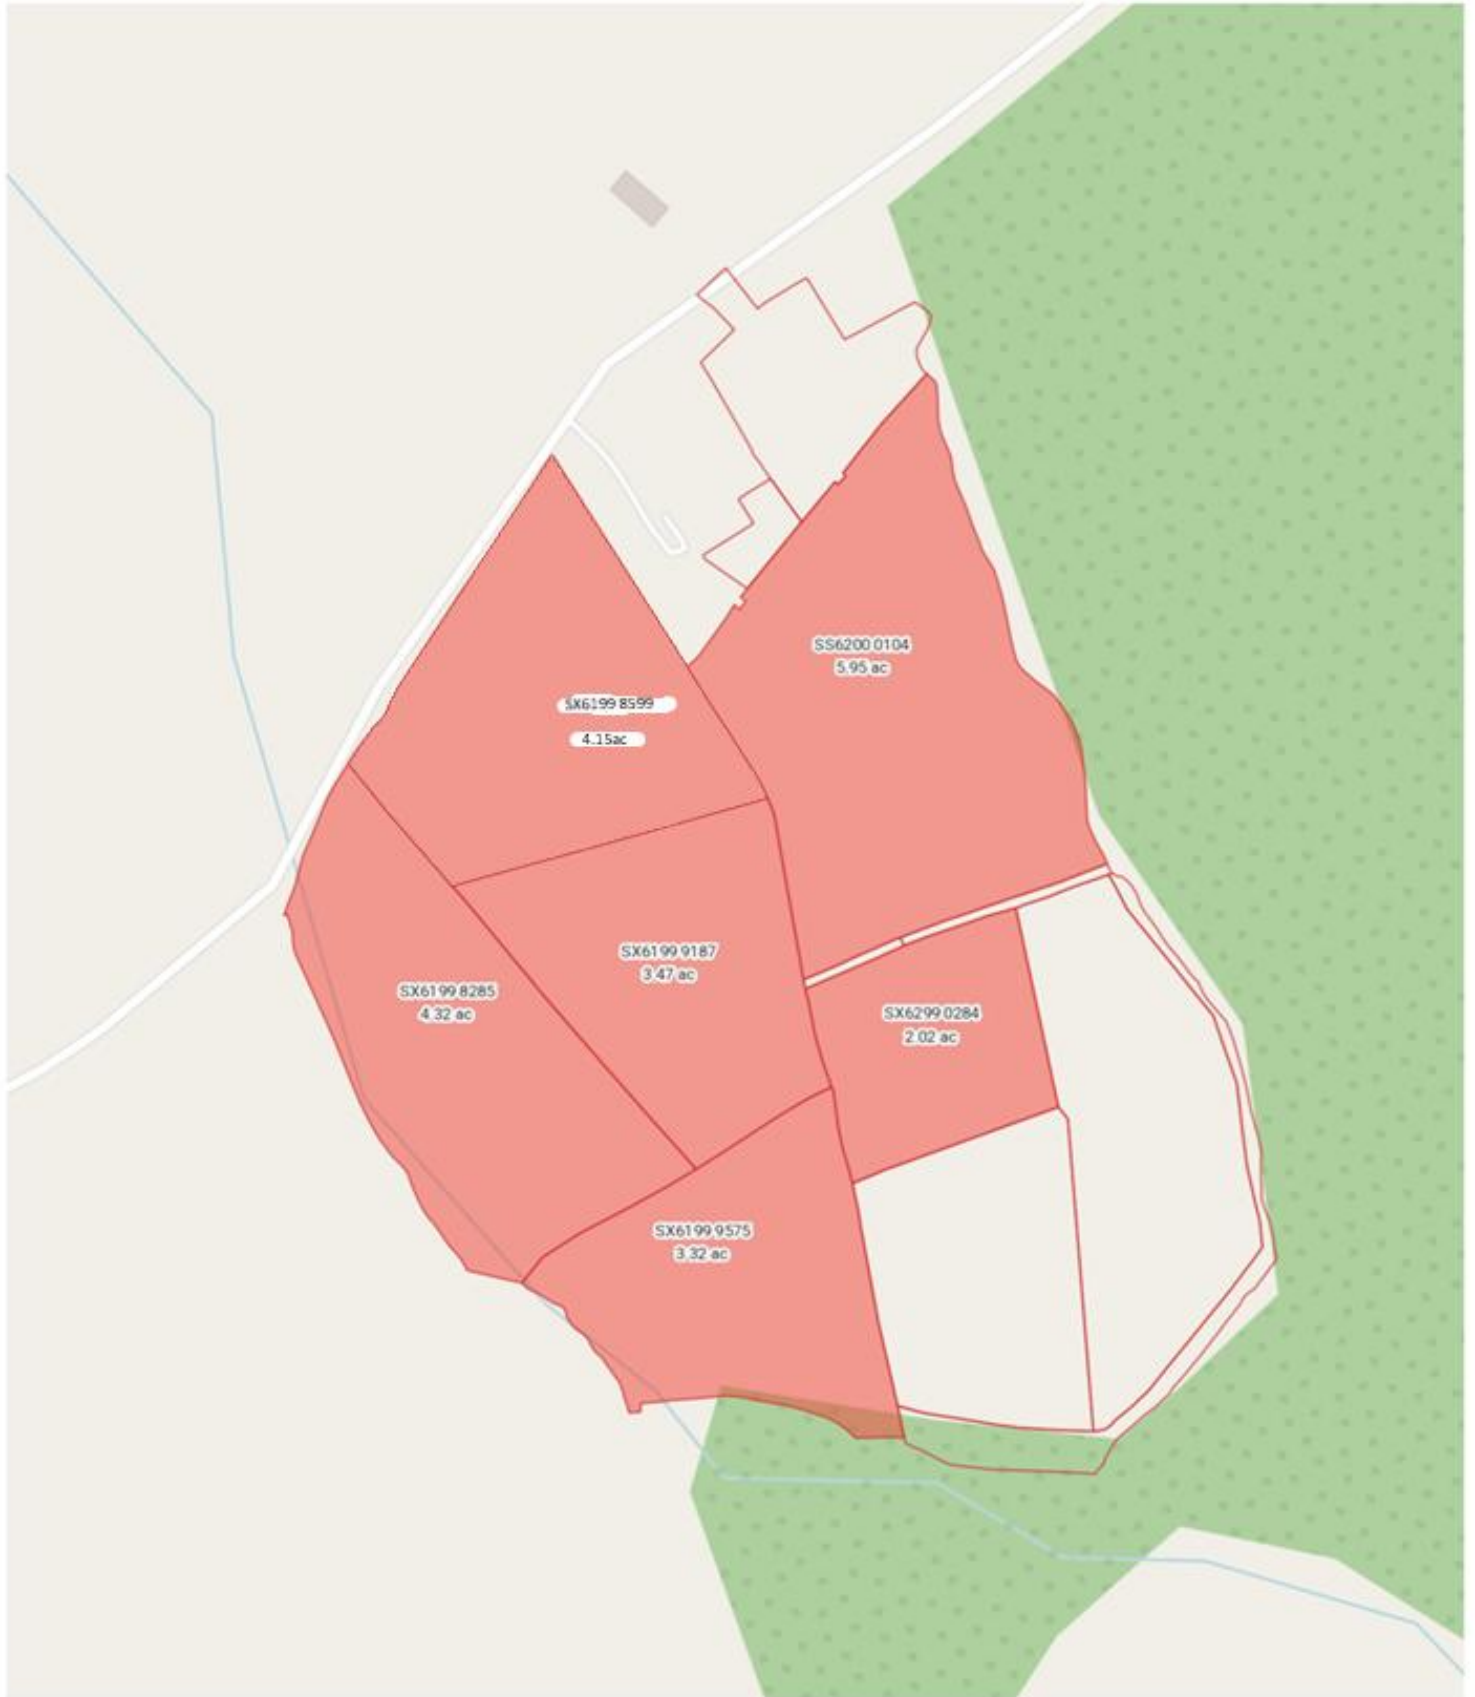 SS6200 0104
5.95 ac
SX6199 8599
4.15ac
SX6199 9187
3.47 ac
SX6199 8285
4.32 ac
SX6299 0284
2.02 ac
SX6199 9575
3.32 ac